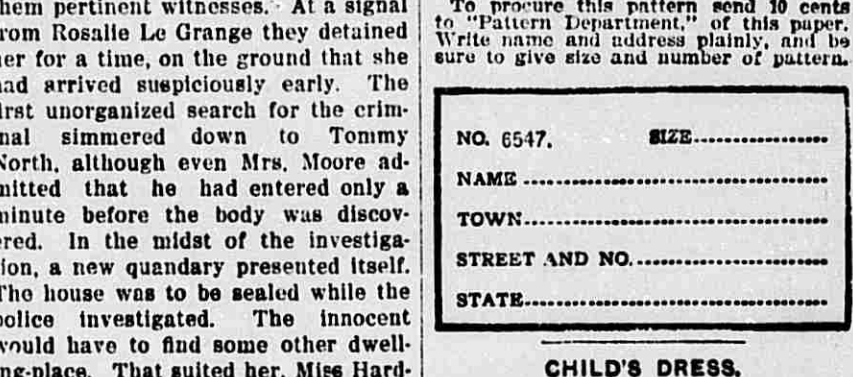 them pertinent witnesses. At a signal
from Rosalie Le Grange they detained
her for a time, on the ground that she
had arrived suspiciously early. The
first unorganized search for the crim-
inal simmered down to Tommy
North, although even Mrs. Moore ad-
mitted that he had entered only a
minute before the body was discov-
ered. In the midst of the investiga-
tion, a new quandary presented itself.
The house was to be sealed while the
police investigated. The innocent
would have to find some other dwell-
ing-place. That suited her, Miss Hard-
To procure this pattern send 10 cents
to "Pattern Department," of this paper.
Write name and address plainly, and be
sure to give size and number of pattern.
NO. 6547. SIZE
NAME
TOWN
STREET AND NO.
STATE
CHILD'S DRESS.